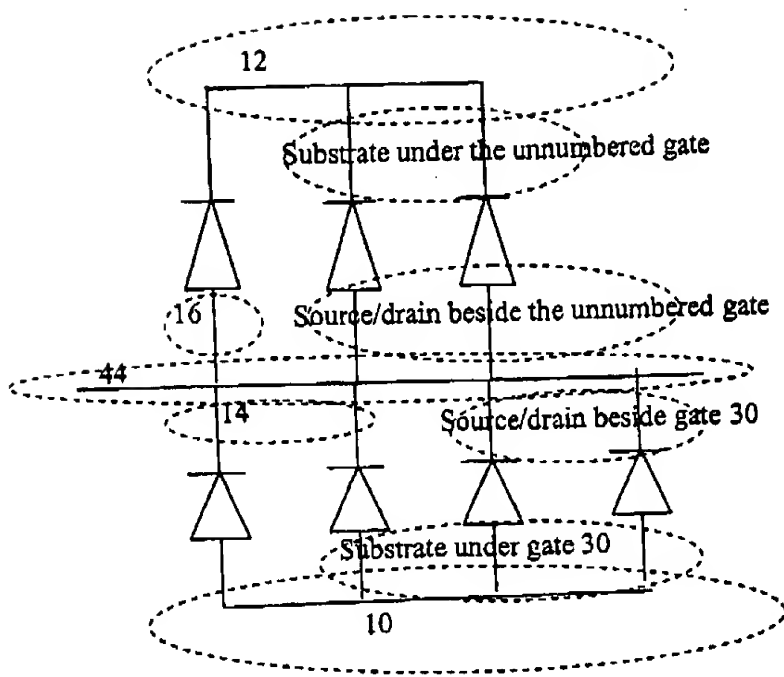 12
Substrate under the unnumbered gate
16
Source/drain beside the unnumbered gate
44
14
Source/drain beside gate 30
Substrate under gate 30
10